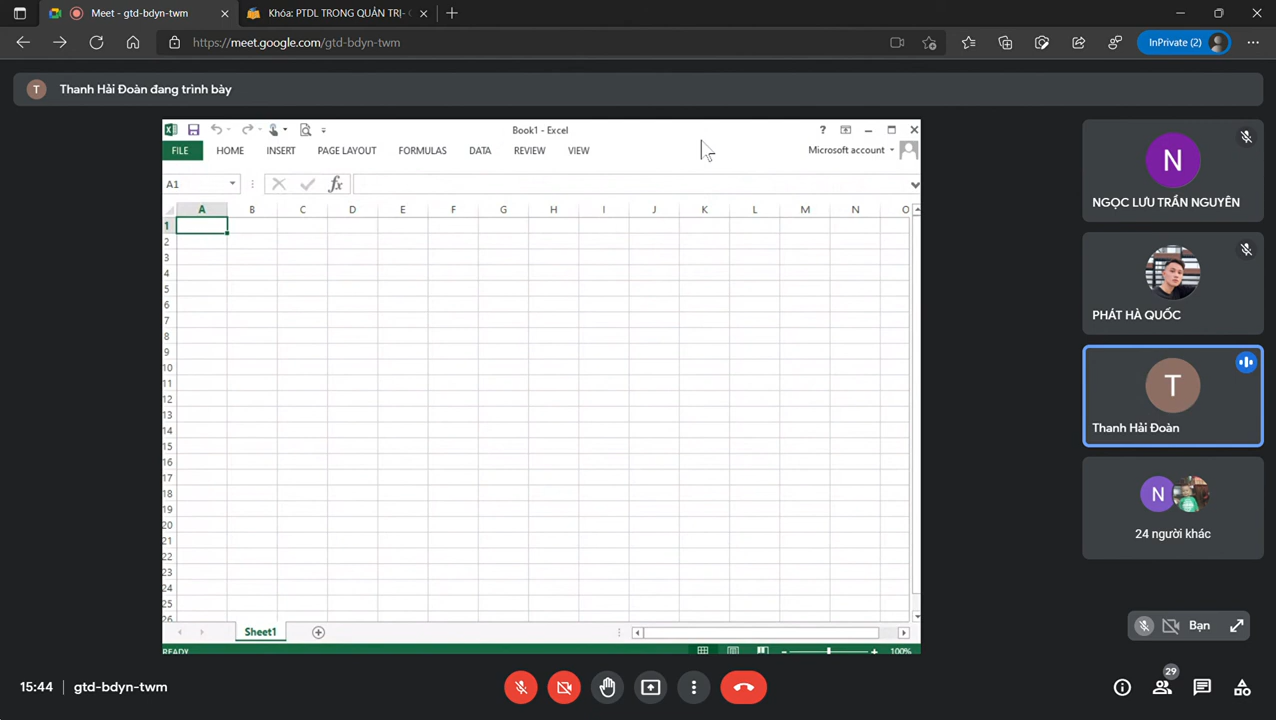 Meet - gtd-bdyn-twm
Khóa: PTDL TRONG QUẢN TRỊ-
https://meet.google.com/gtd-bdyn-twm
InPrivate (2)
T
Thanh Hải Đoàn đang trình bày
Book1 - Excel
FILE HOME INSERT PAGE LAYOUT FORMULAS DATA REVIEW VIEW
Microsoft account
A1
fx
A B C D E F G H I J K L M N O
1
2
3
4
5
6
7
8
9
10
11
12
13
14
15
16
17
18
19
20
21
22
23
24
25
26
Sheet1
READY
100%
N
NGỌC LƯU TRẦN NGUYÊN
PHÁT HÀ QUỐC
T
Thanh Hải Đoàn
N
24 người khác
Bạn
15:44 | gtd-bdyn-twm
29